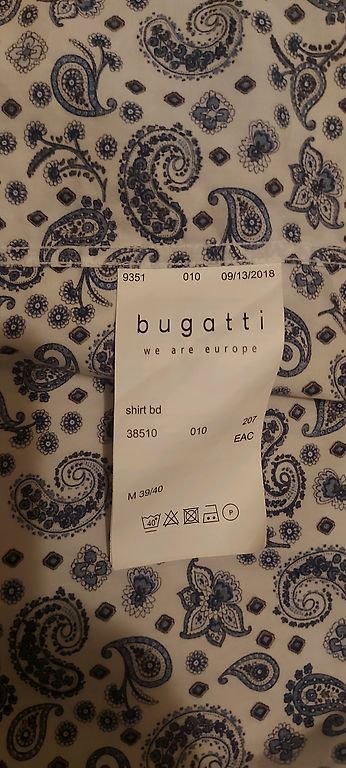 9351 010 09/13/2018
bugatti
we are europe
shirt bd
207
38510 010
EAC
M 39/40
40 P